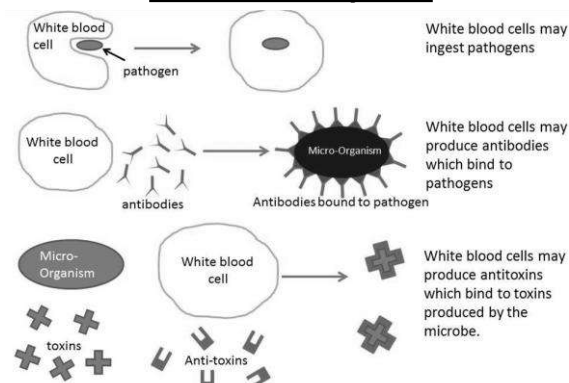 White blood
cell
pathogen
White blood cells may
ingest pathogens
White blood
cell
antibodies
Micro-Organism
Antibodies bound to pathogen
White blood cells may
produce antibodies
which bind to
pathogens
Micro-
Organism
toxins
White blood
cell
Anti-toxins
White blood cells may
produce antitoxins
which bind to toxins
produced by the
microbe.